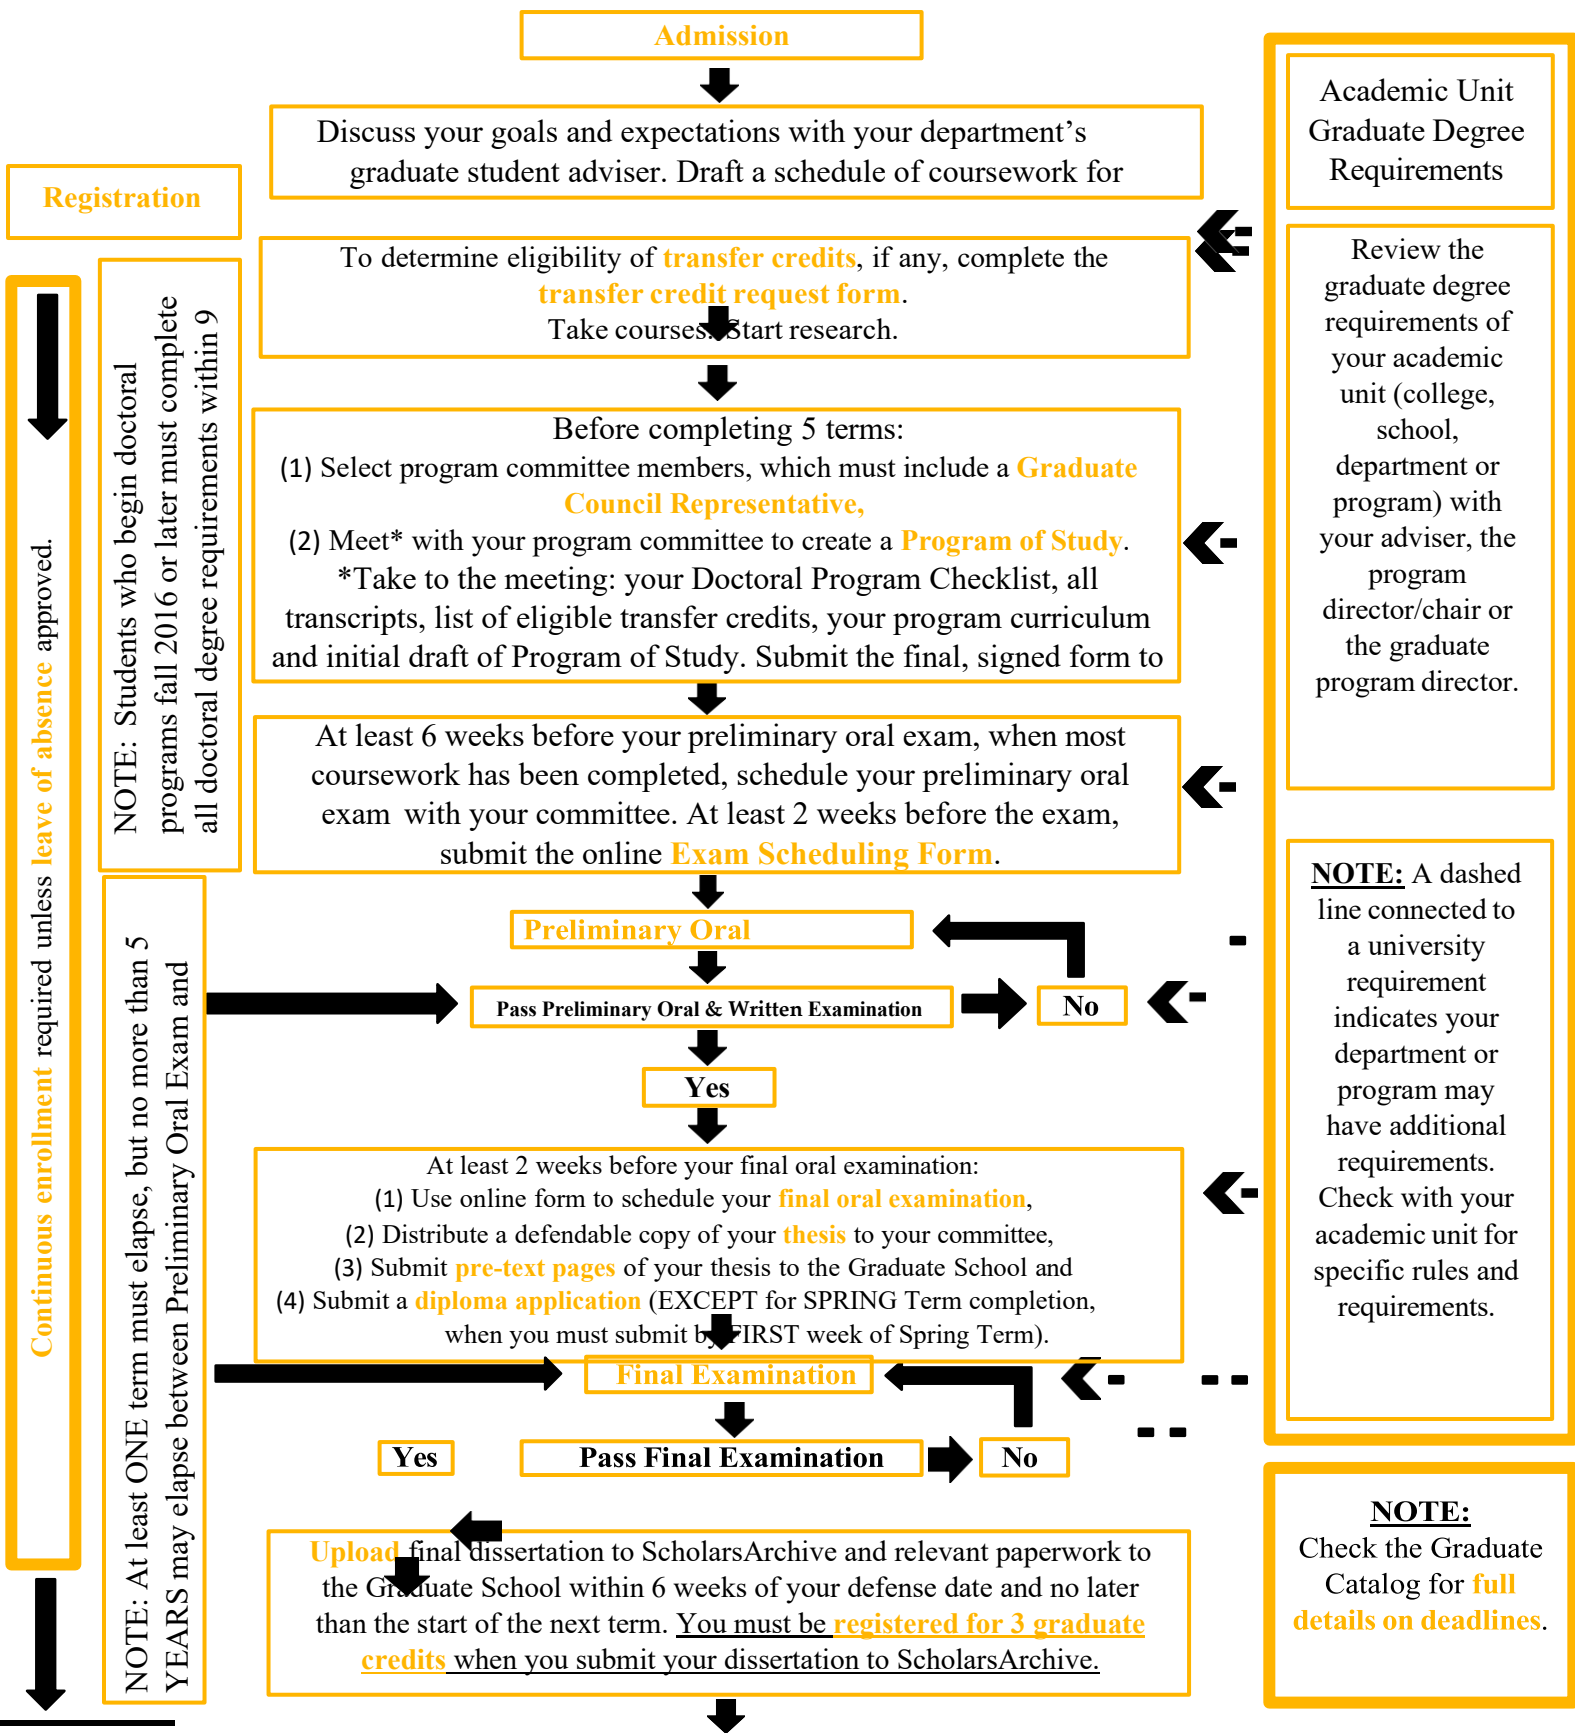 Admission
Discuss your goals and expectations with your department’s
graduate student adviser. Draft a schedule of coursework for
Registration
To determine eligibility of transfer credits, if any, complete the
transfer credit request form.
Take courses. Start research.
Before completing 5 terms:
(1) Select program committee members, which must include a Graduate
Council Representative,
(2) Meet* with your program committee to create a Program of Study.
*Take to the meeting: your Doctoral Program Checklist, all
transcripts, list of eligible transfer credits, your program curriculum
and initial draft of Program of Study. Submit the final, signed form to
At least 6 weeks before your preliminary oral exam, when most
coursework has been completed, schedule your preliminary oral
exam with your committee. At least 2 weeks before the exam,
submit the online Exam Scheduling Form.
Preliminary Oral
Pass Preliminary Oral & Written Examination
No
Yes
At least 2 weeks before your final oral examination:
(1) Use online form to schedule your final oral examination,
(2) Distribute a defendable copy of your thesis to your committee,
(3) Submit pre-text pages of your thesis to the Graduate School and
(4) Submit a diploma application (EXCEPT for SPRING Term completion,
when you must submit by FIRST week of Spring Term).
Final Examination
Yes
Pass Final Examination
No
Upload final dissertation to ScholarsArchive and relevant paperwork to
the Graduate School within 6 weeks of your defense date and no later
than the start of the next term. You must be registered for 3 graduate
credits when you submit your dissertation to ScholarsArchive.
Continuous enrollment required unless leave of absence approved.
NOTE: Students who begin doctoral
programs fall 2016 or later must complete
all doctoral degree requirements within 9
NOTE: At least ONE term must elapse, but no more than 5
YEARS may elapse between Preliminary Oral Exam and
Academic Unit
Graduate Degree
Requirements
Review the
graduate degree
requirements of
your academic
unit (college,
school,
department or
program) with
your adviser, the
program
director/chair or
the graduate
program director.
NOTE: A dashed
line connected to
a university
requirement
indicates your
department or
program may
have additional
requirements.
Check with your
academic unit for
specific rules and
requirements.
NOTE:
Check the Graduate
Catalog for full
details on deadlines.